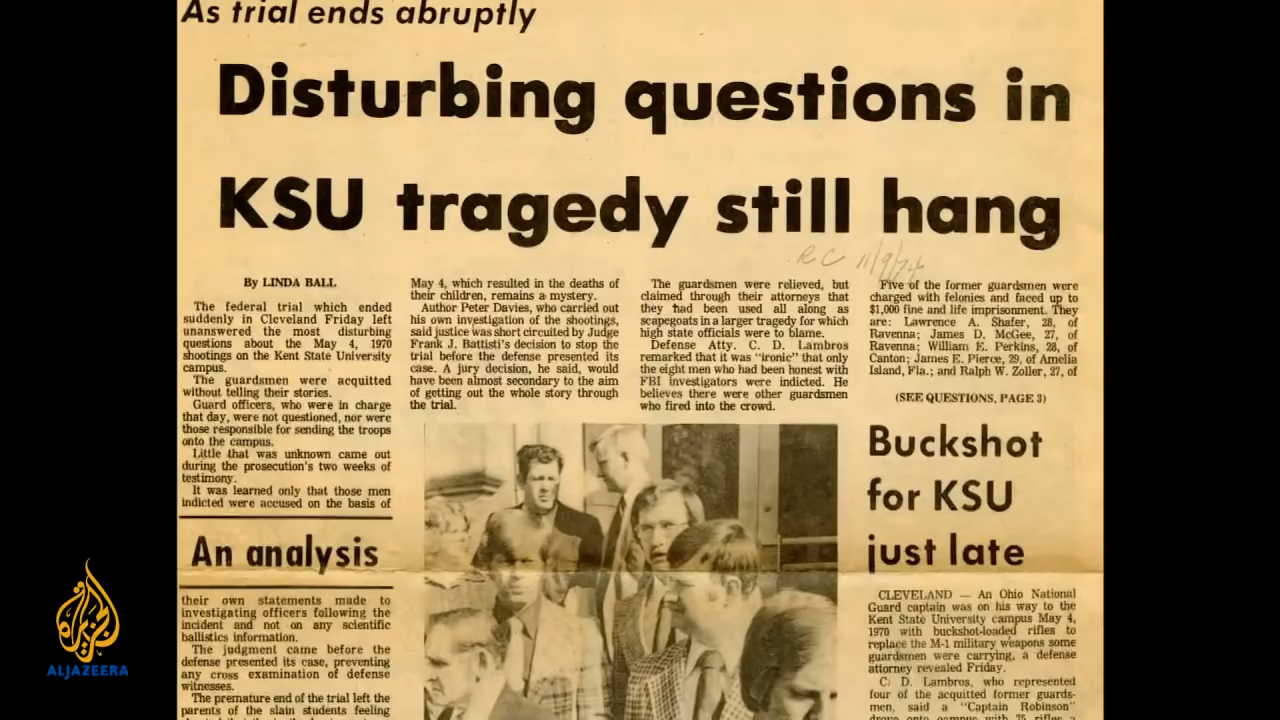 As trial ends abruptly
Disturbing questions in
KSU tragedy still hang
RC 11/9/74
By LINDA BALL
The federal trial which ended
suddenly in Cleveland Friday left
unanswered the most disturbing
questions about the May 4, 1970
shootings on the Kent State University
campus.
The guardsmen were acquitted
without telling their stories.
Guard officers, who were in charge
that day, were not questioned, nor were
those responsible for sending the troops
onto the campus.
Little that was unknown came out
during the prosecution's two weeks of
testimony.
It was learned only that those men
indicted were accused on the basis of
An analysis
their own statements made to
investigating officers following the
incident and not on any scientific
ballistics information.
The judgment came before the
defense presented its case, preventing
any cross examination of defense
witnesses.
The premature end of the trial left the
parents of the slain students feeling
May 4, which resulted in the deaths of
their children, remains a mystery.
Author Peter Davies, who carried out
his own investigation of the shootings,
said justice was short circuited by Judge
Frank J. Battisti's decision to stop the
trial before the defense presented its
case. A jury decision, he said, would
have been almost secondary to the aim
of getting out the whole story through
the trial.
The guardsmen were relieved, but
claimed through their attorneys that
they had been used all along as
scapegoats in a larger tragedy for which
high state officials were to blame.
Defense Atty. C. D. Lambros
remarked that it was "ironic" that only
the eight men who had been honest with
FBI investigators were indicted. He
believes there were other guardsmen
who fired into the crowd.
Five of the former guardsmen were
charged with felonies and faced up to
$1,000 fine and life imprisonment. They
are: Lawrence A. Shafer, 28, of
Ravenna; James D. McGee, 27, of
Ravenna; William E. Perkins, 28, of
Canton; James E. Pierce, 29, of Amelia
Island, Fla.; and Ralph W. Zoller, 27, of
(SEE QUESTIONS, PAGE 3)
Buckshot
for KSU
just late
CLEVELAND — An Ohio National
Guard captain was on his way to the
Kent State University campus May 4,
1970 with buckshot-loaded rifles to
replace the M-1 military weapons some
guardsmen were carrying, a defense
attorney revealed Friday.
C. D. Lambros, who represented
four of the acquitted former guards-
men, said a "Captain Robinson"
drove onto campus with 75 rifles a
ALJAZEERA